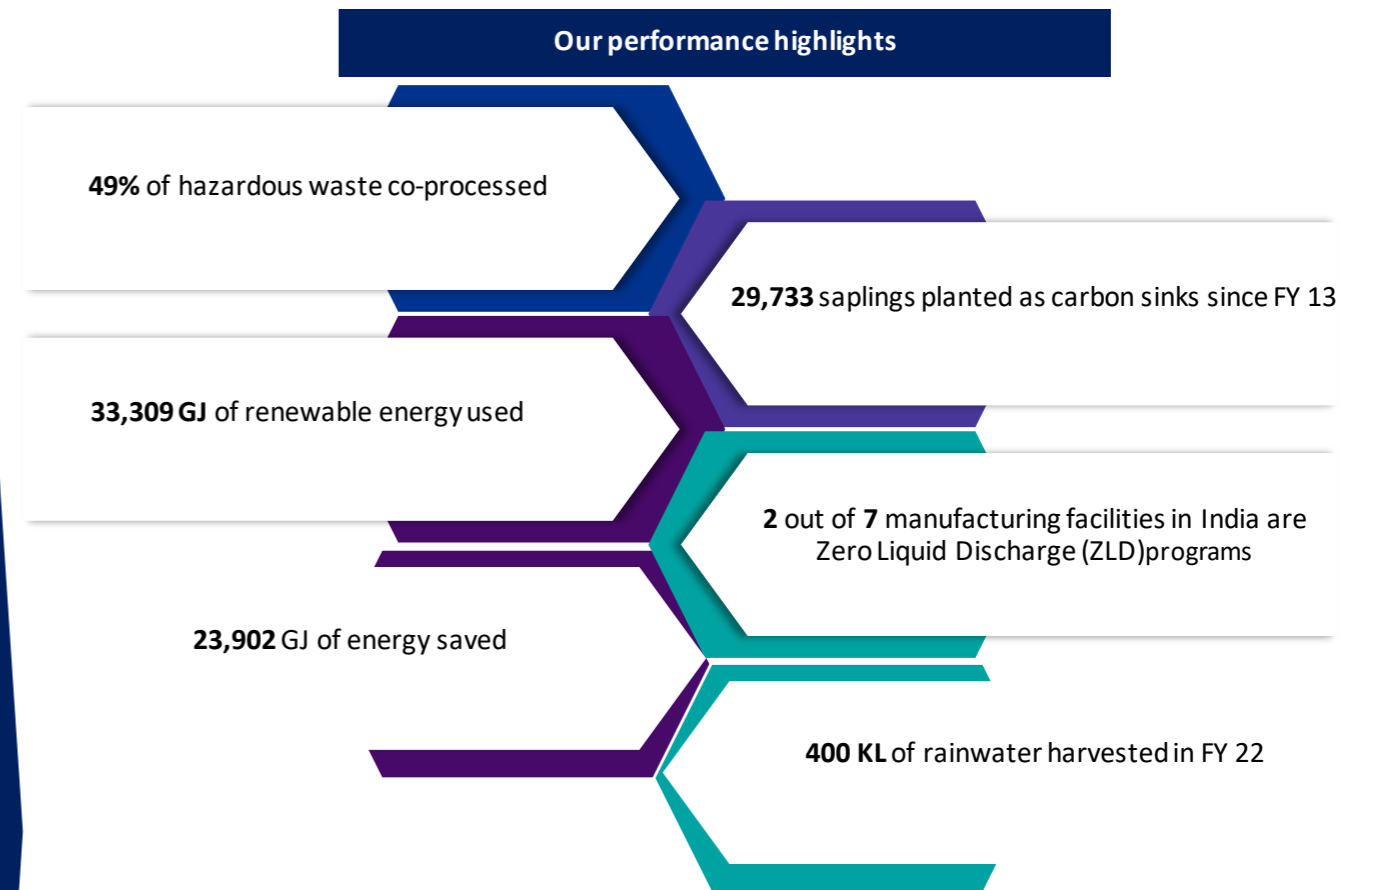 Our performance highlights
49% of hazardous waste co-processed
29,733 saplings planted as carbon sinks since FY 13
33,309 GJ of renewable energy used
2 out of 7 manufacturing facilities in India are
Zero Liquid Discharge (ZLD)programs
23,902 GJ of energy saved
400 KL of rainwater harvested in FY 22